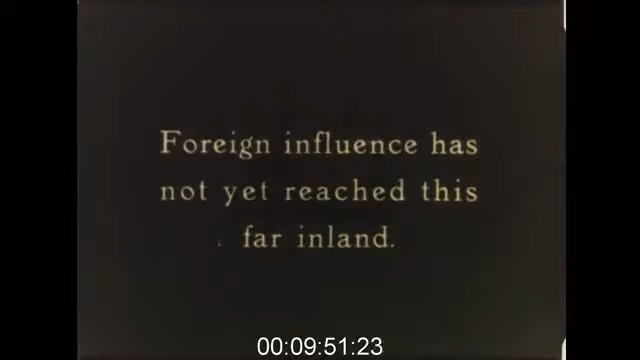 Foreign influence has
not yet reached this
far inland.
00:09:51:23